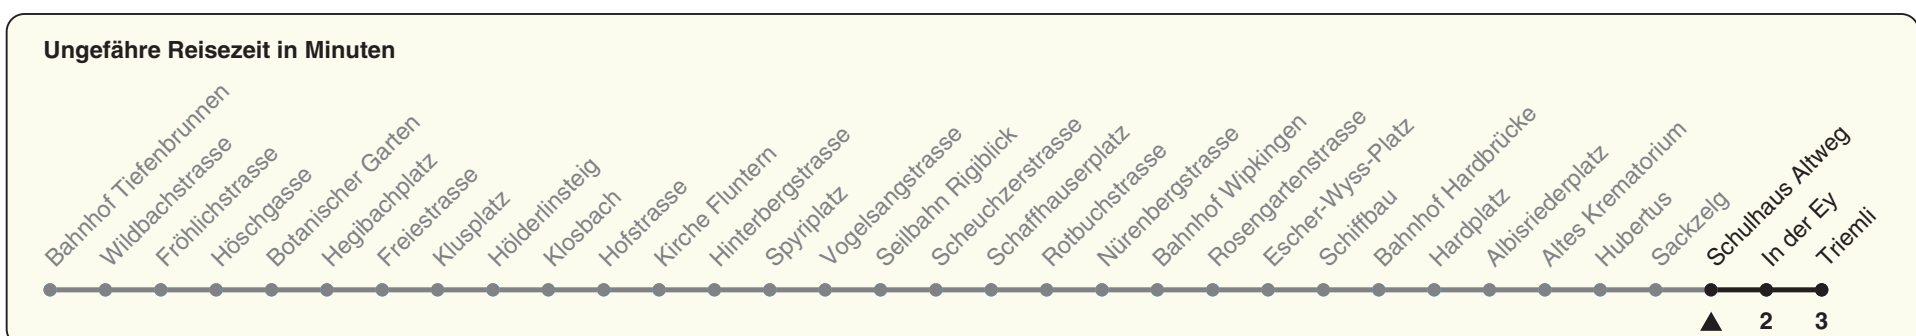 Ungefähre Reisezeit in Minuten
Bahnhof Tiefenbrunnen
Wildbachstrasse
Fröhlichstrasse
Höschgasse
Botanischer Garten
Hegibachplatz
Freiestrasse
Klusplatz
Hölderlinsteig
Klosbach
Hofstrasse
Kirche Fluntern
Hinterbergstrasse
Spyriplatz
Vogelsangstrasse
Seilbahn Rigiblick
Scheuchzerstrasse
Schaffhauserplatz
Rotbuchstrasse
Nürenbergstrasse
Bahnhof Wipkingen
Rosengartenstrasse
Escher-Wyss-Platz
Schiffbau
Bahnhof Hardbrücke
Hardplatz
Albisriederplatz
Altes Krematorium
Hubertus
Sackzelg
Schulhaus Altweg
In der Ey
Triemli
2 3